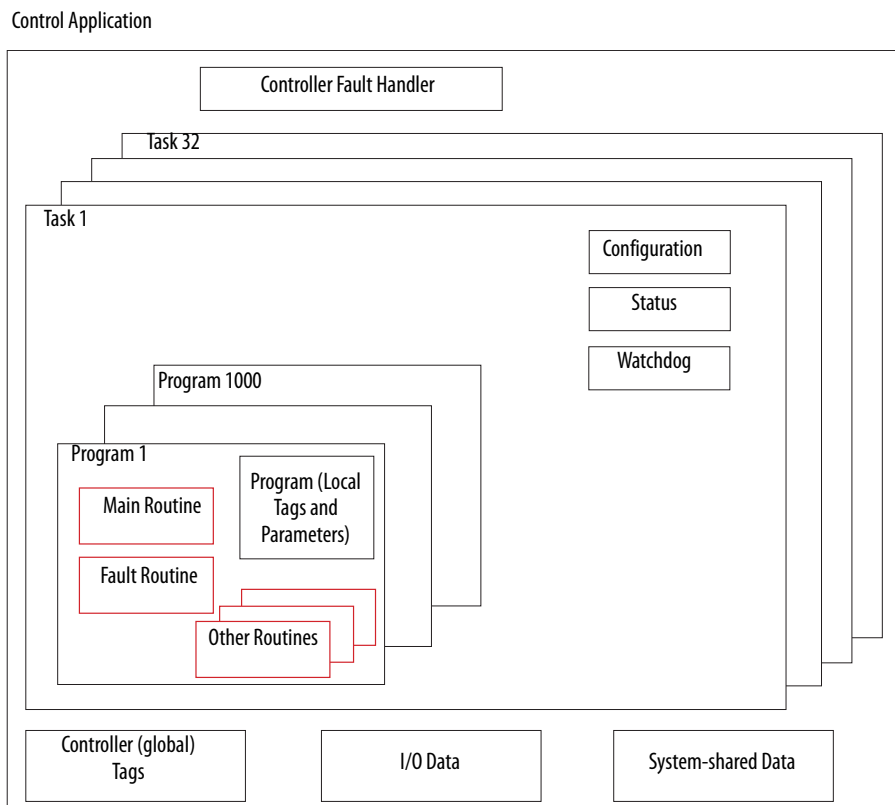 Control Application
Controller Fault Handler
Task 32
Task 1
Configuration
Status
Watchdog
Program 1000
Program 1
Main Routine
Program (Local
Tags and
Parameters)
Fault Routine
Other Routines
Controller (global)
Tags
I/O Data
System-shared Data